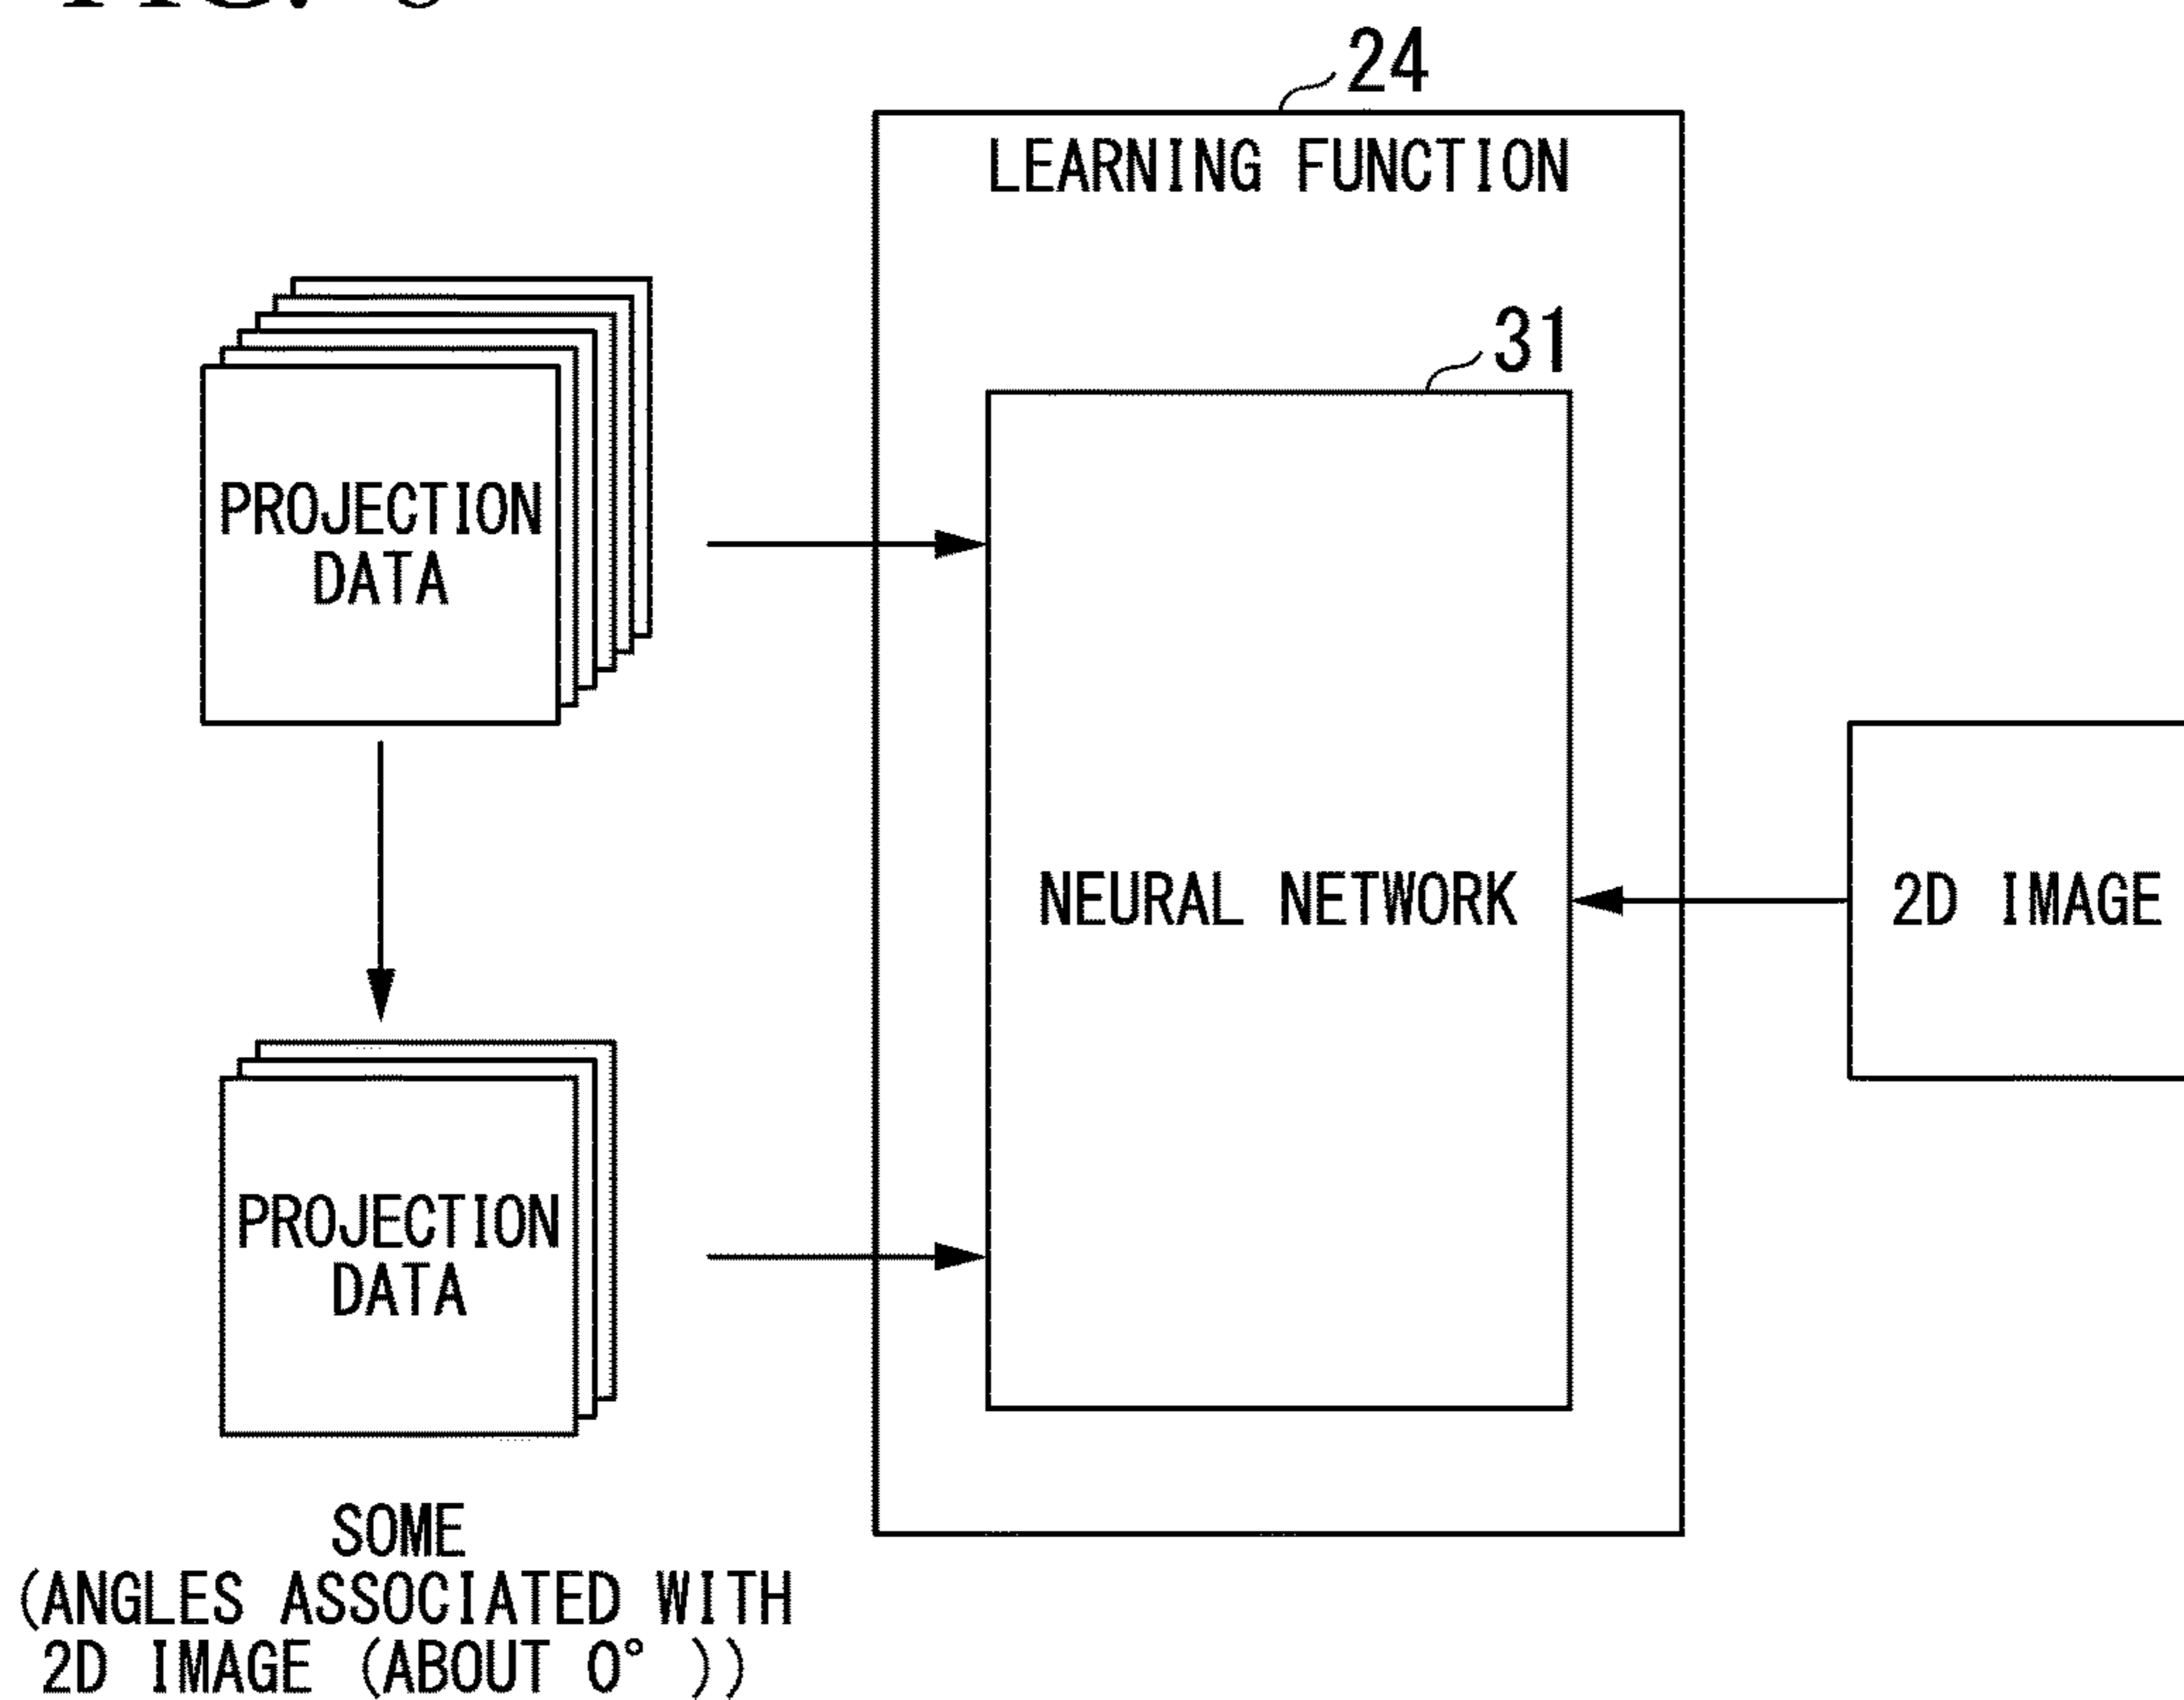 24
LEARNING FUNCTION
31
PROJECTION
DATA
NEURAL NETWORK
2D IMAGE
PROJECTION
DATA
SOME
(ANGLES ASSOCIATED WITH
2D IMAGE (ABOUT 0° ))